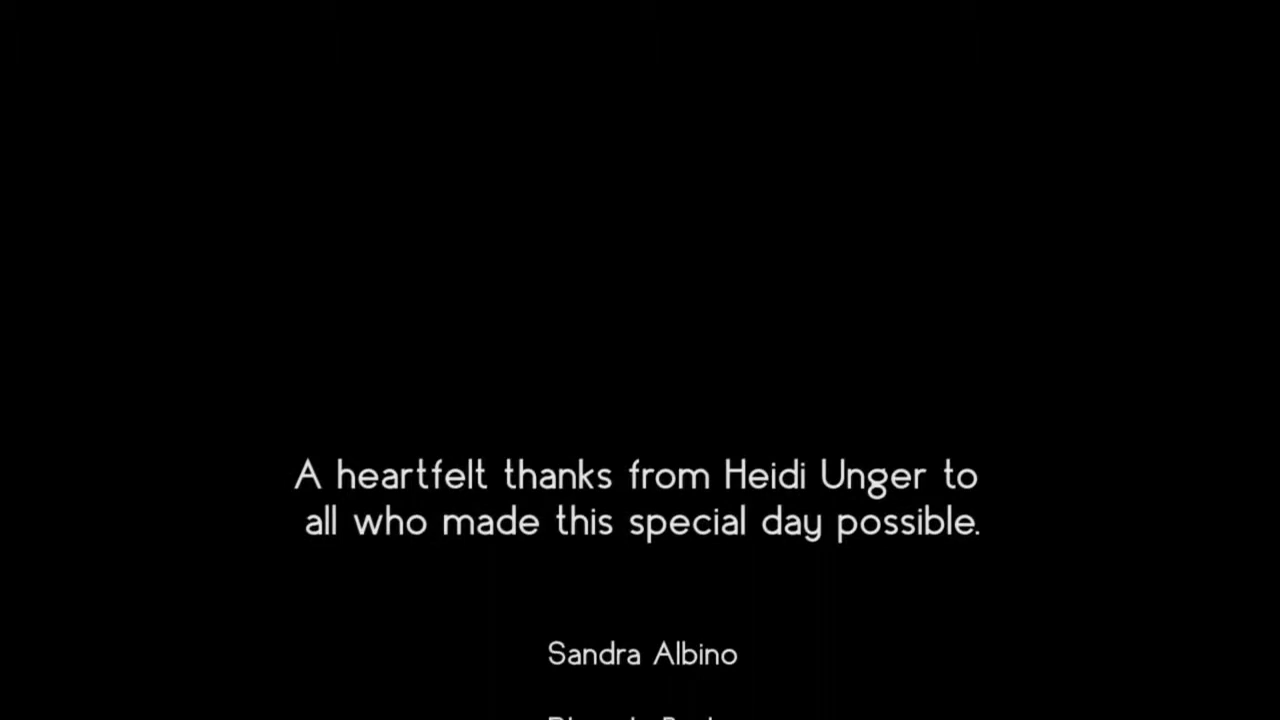 A heartfelt thanks from Heidi Unger to
all who made this special day possible.
Sandra Albino